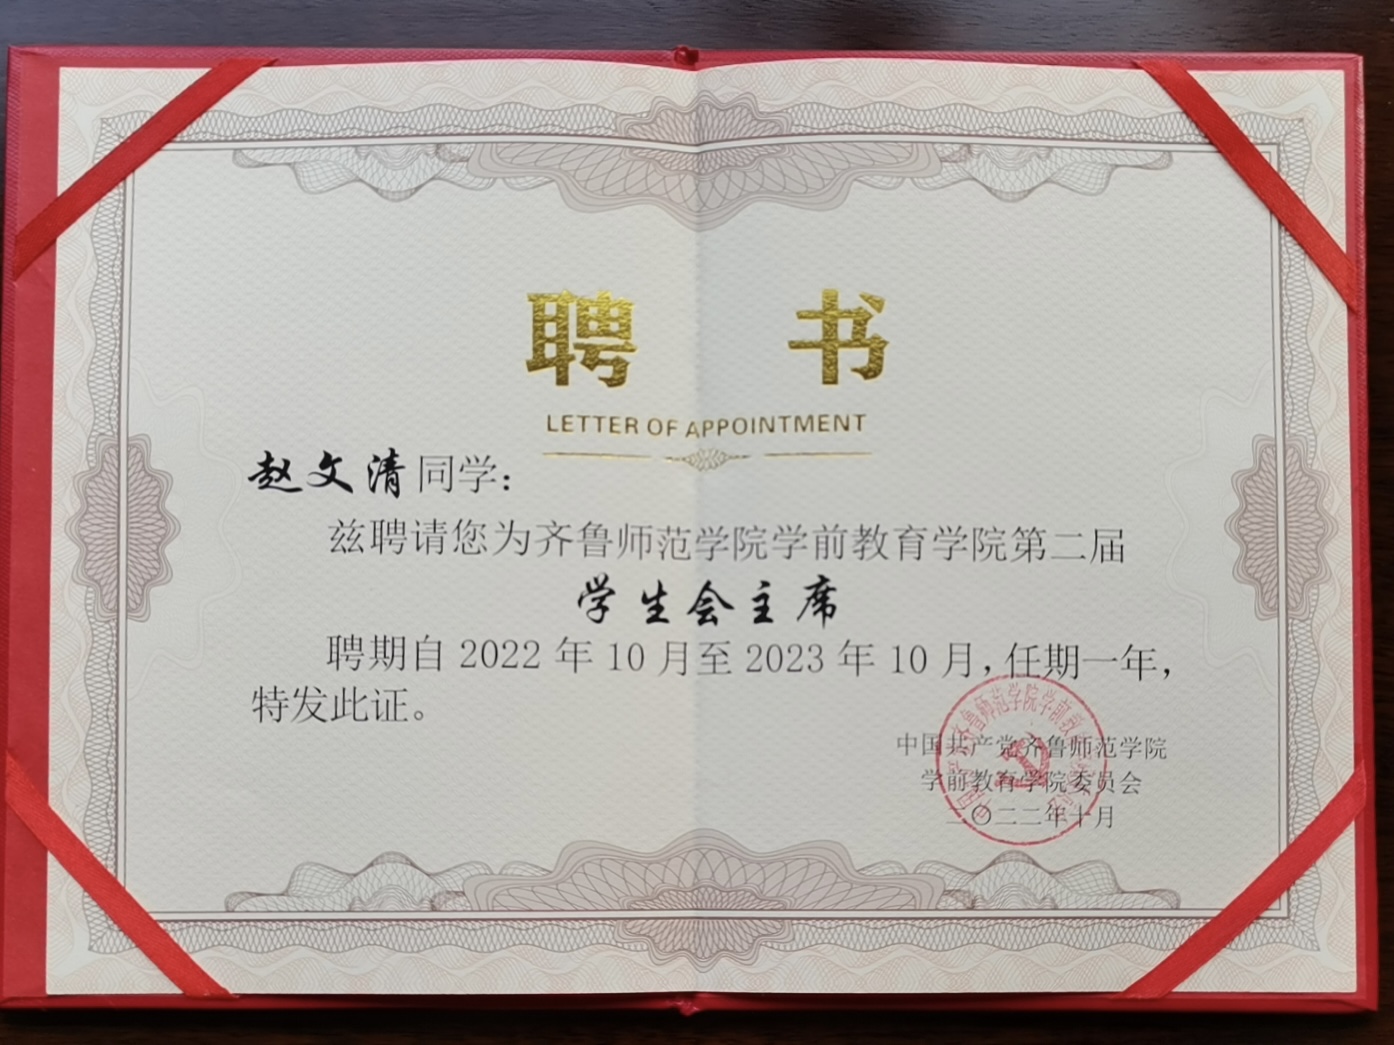 聘 书
LETTER OF APPOINTMENT
赵文清同学：
兹聘请您为齐鲁师范学院学前教育学院第二届
学生会主席
聘期自 2022 年 10 月至 2023 年 10 月，任期一年，
特发此证。
中国共产党齐鲁师范学院
学前教育学院委员会
二〇二二年十月